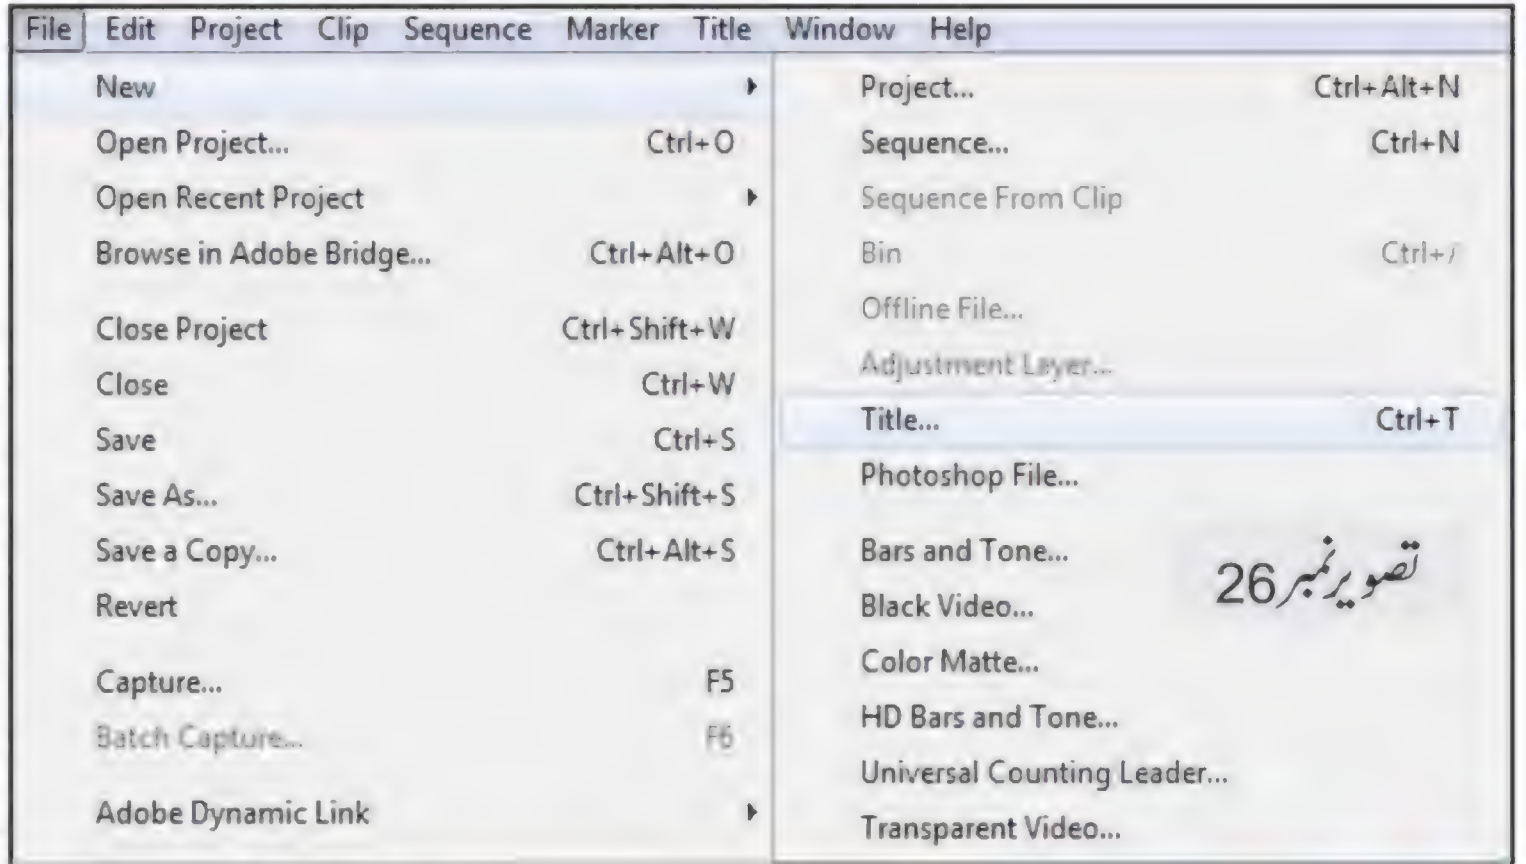 File Edit Project Clip Sequence Marker Title Window Help
New
Open Project... Ctrl+O
Open Recent Project
Browse in Adobe Bridge... Ctrl+Alt+O
Close Project Ctrl+Shift+W
Close Ctrl+W
Save Ctrl+S
Save As... Ctrl+Shift+S
Save a Copy... Ctrl+Alt+S
Revert
Capture... F5
Batch Capture... F6
Adobe Dynamic Link
Project... Ctrl+Alt+N
Sequence... Ctrl+N
Sequence From Clip
Bin Ctrl+/
Offline File...
Adjustment Layer...
Title... Ctrl+T
Photoshop File...
Bars and Tone...
Black Video...
Color Matte...
HD Bars and Tone...
Universal Counting Leader...
Transparent Video...
تصویر نمبر 26